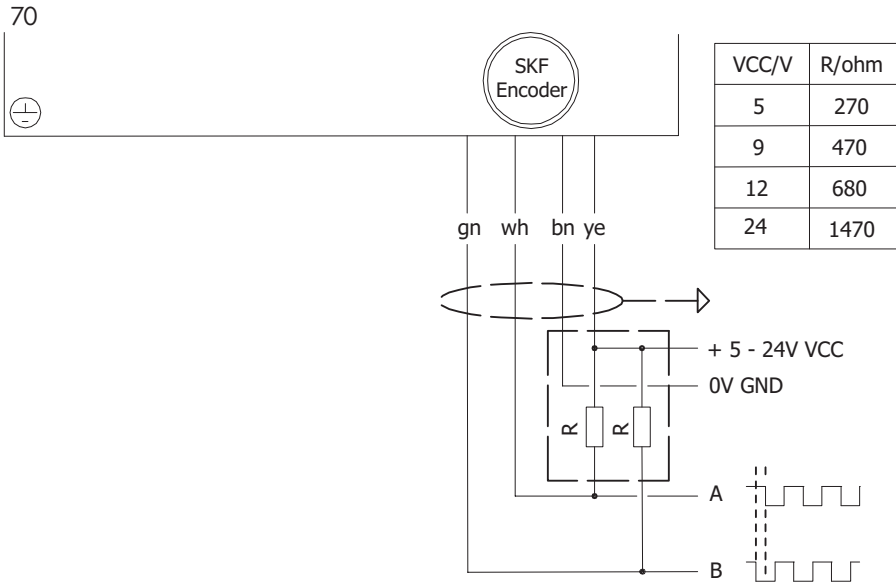 70
SKF
Encoder
VCC/V R/ohm
5 270
9 470
12 680
24 1470
gn wh bn ye
+ 5 - 24V VCC
0V GND
R R
A
B